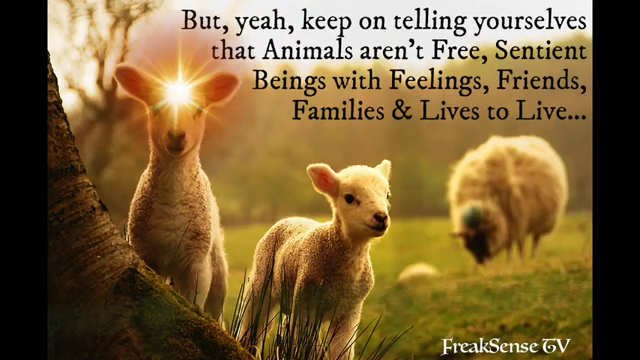 But, yeah, keep on telling yourselves
that Animals aren't Free, Sentient
Beings with Feelings, Friends,
Families & Lives to Live...
FreakSense TV